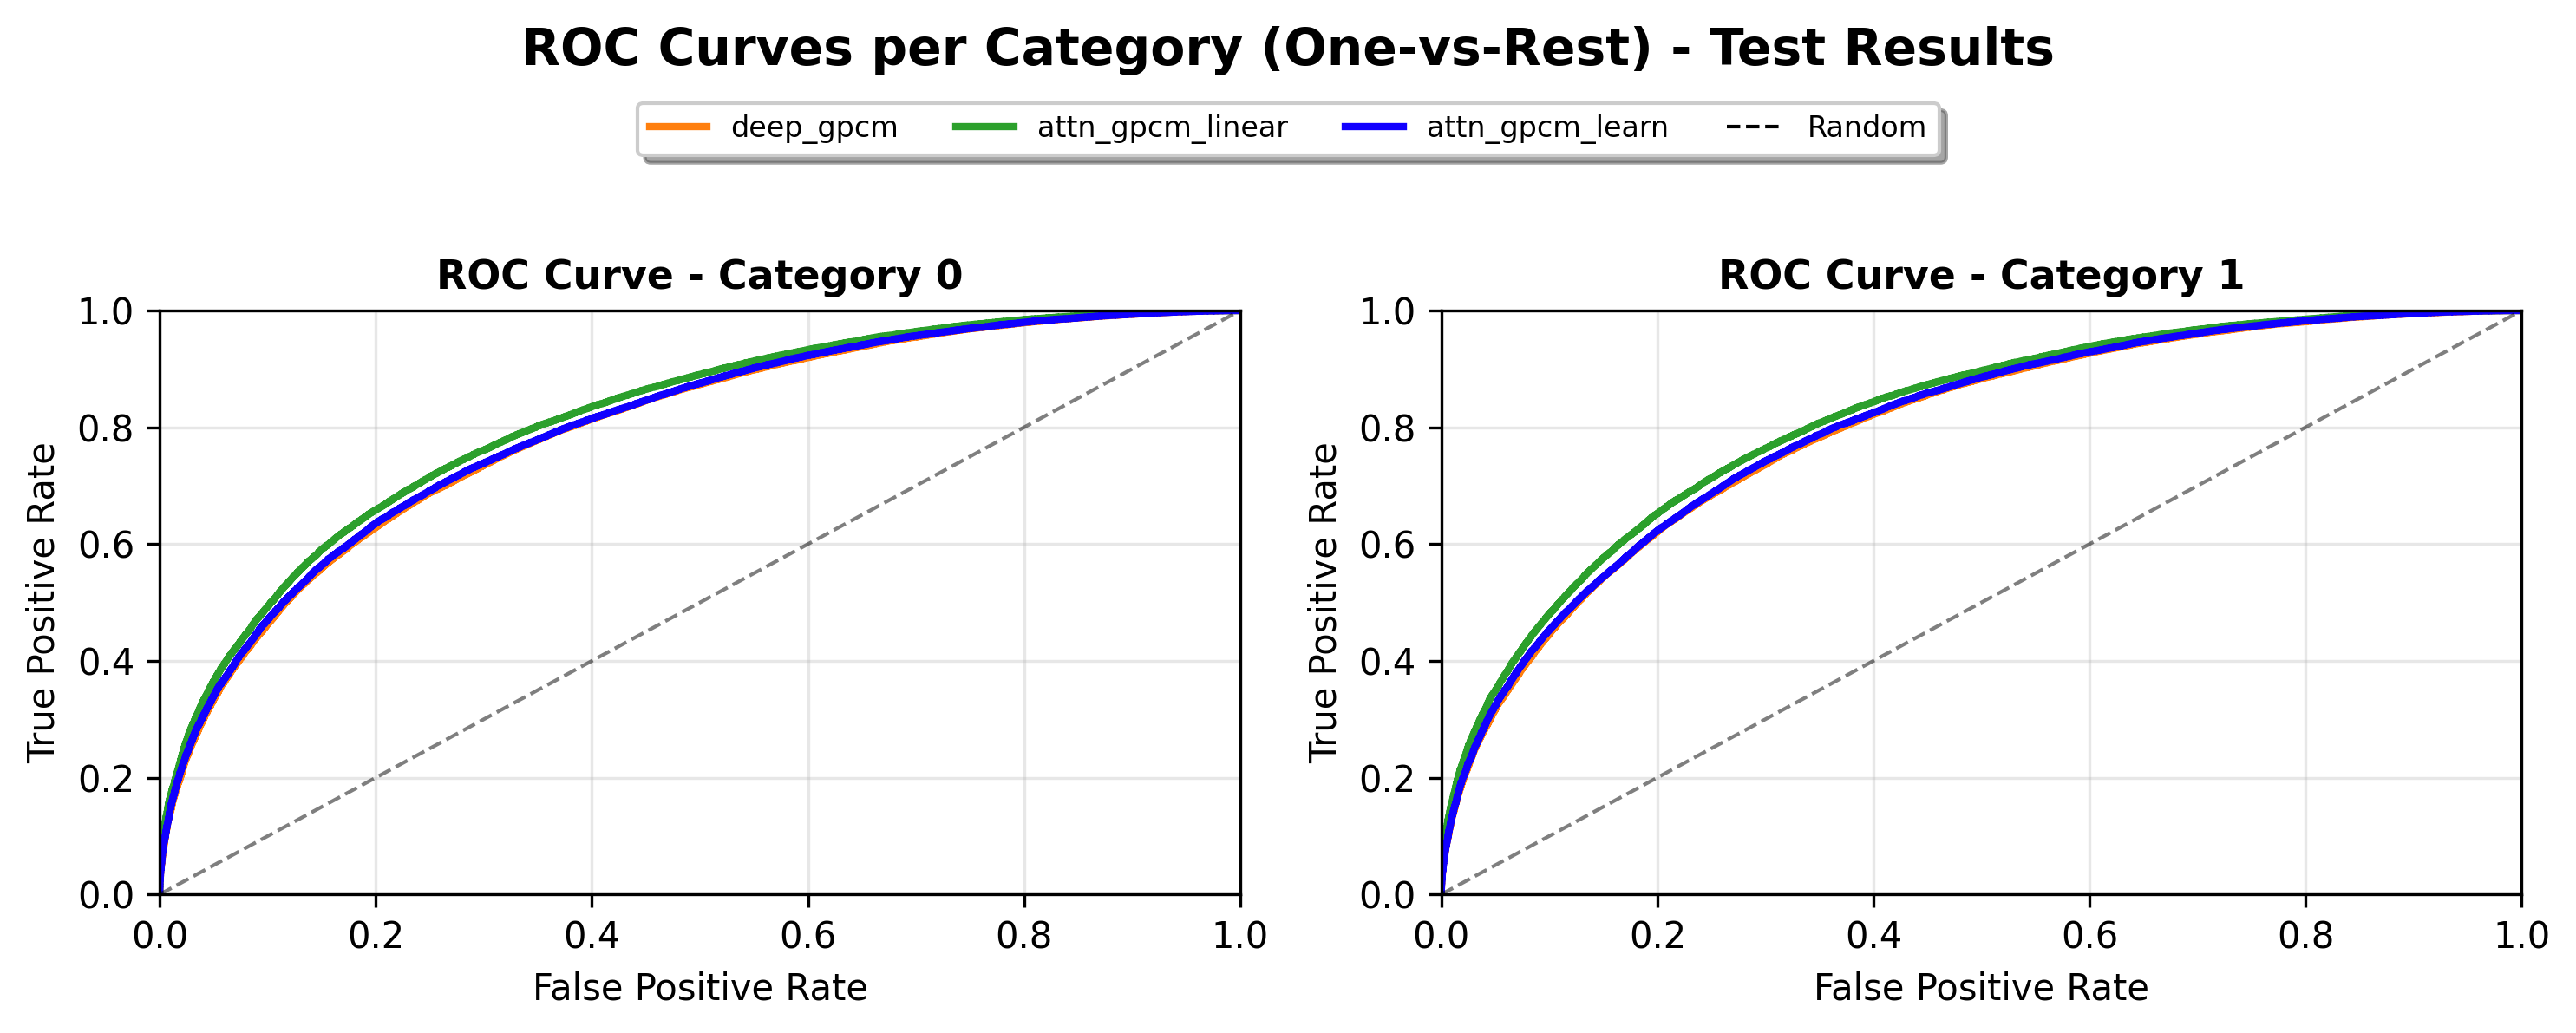 ROC Curves per Category (One-vs-Rest) - Test Results
deep_gpcm attn_gpcm_linear attn_gpcm_learn Random
ROC Curve - Category 0
1.0
0.8
0.6
0.4
0.2
0.0
True Positive Rate
0.0 0.2 0.4 0.6 0.8 1.0
False Positive Rate
ROC Curve - Category 1
1.0
0.8
0.6
0.4
0.2
0.0
True Positive Rate
0.0 0.2 0.4 0.6 0.8 1.0
False Positive Rate